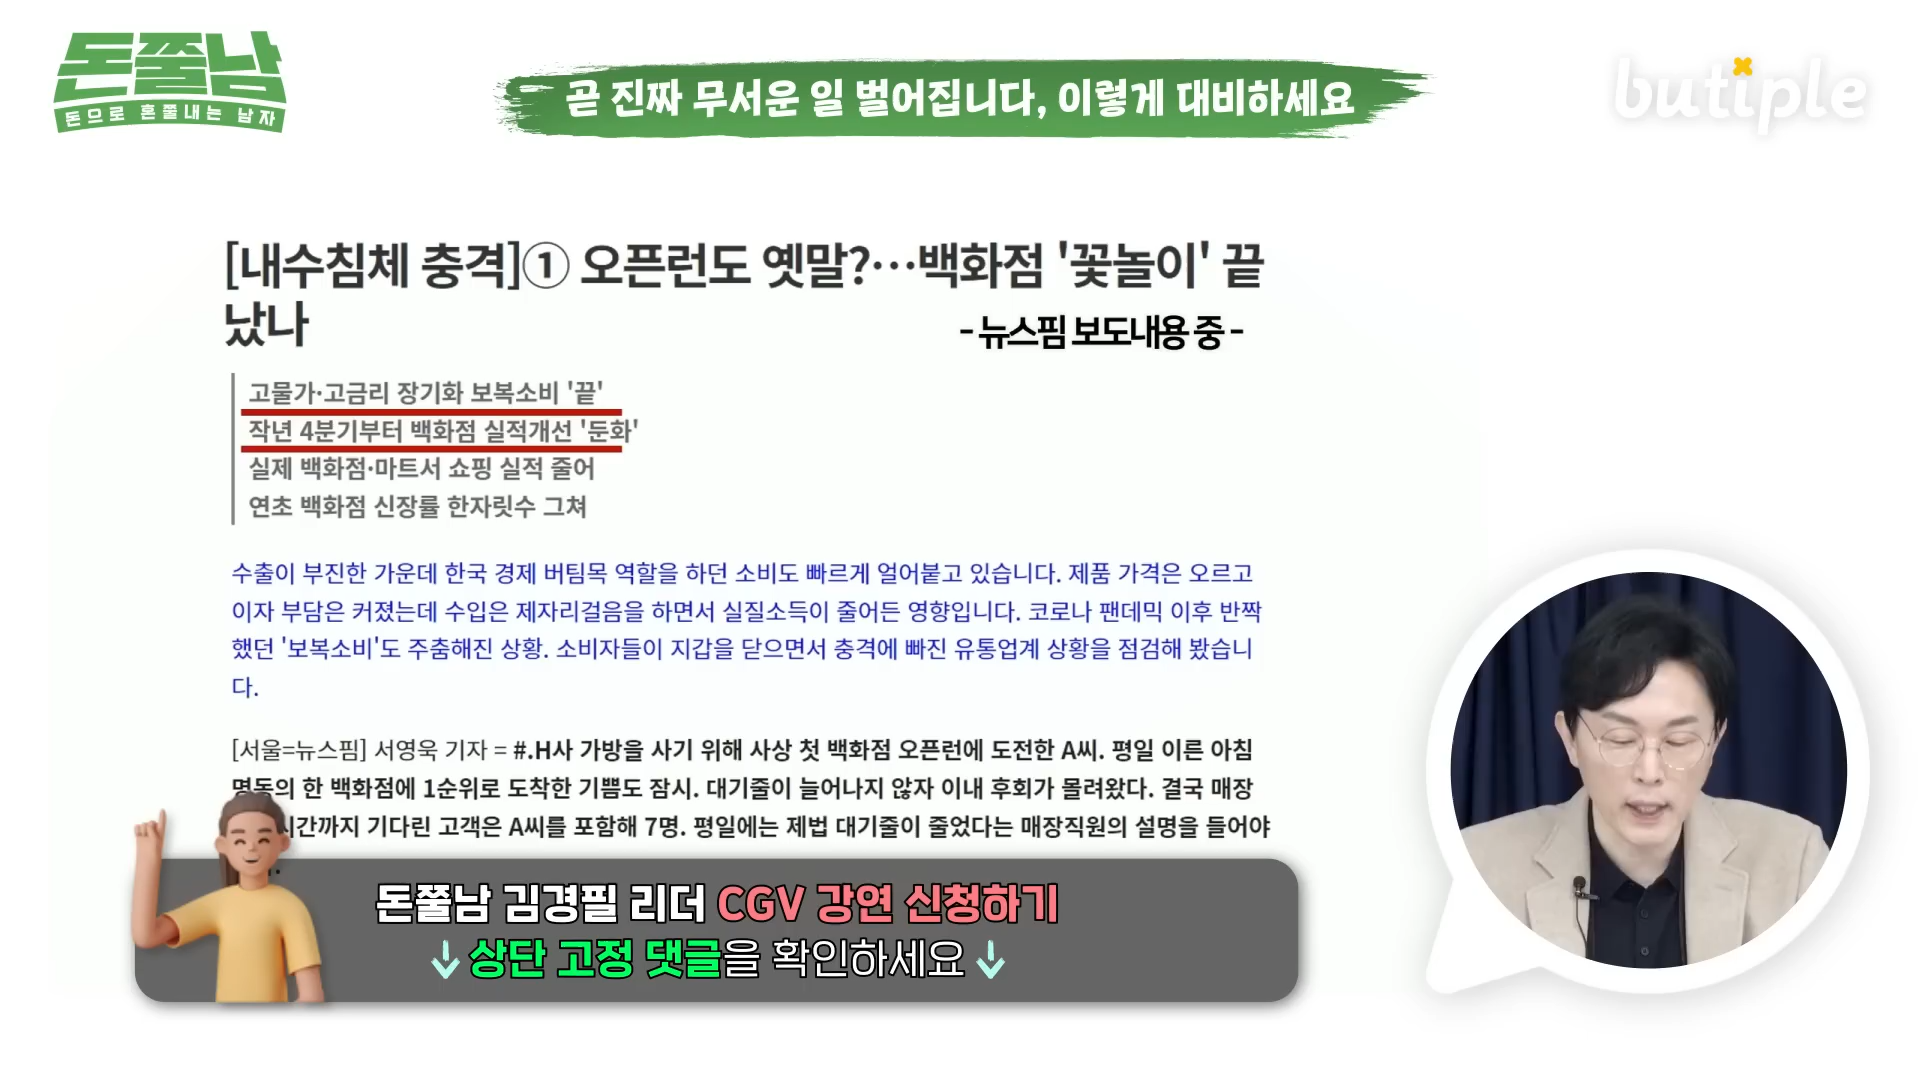 돈쭐남
돈으로 혼쭐내는 남자
곧 진짜 무서운 일 벌어집니다, 이렇게 대비하세요
butiple
[내수침체 충격]① 오픈런도 옛말?…백화점 '꽃놀이' 끝
났나
- 뉴스핌 보도내용 중 -
고물가·고금리 장기화 보복소비 '끝'
작년 4분기부터 백화점 실적개선 '둔화'
실제 백화점·마트서 쇼핑 실적 줄어
연초 백화점 신장률 한자릿수 그쳐
수출이 부진한 가운데 한국 경제 버팀목 역할을 하던 소비도 빠르게 얼어붙고 있습니다. 제품 가격은 오르고
이자 부담은 커졌는데 수입은 제자리걸음을 하면서 실질소득이 줄어든 영향입니다. 코로나 팬데믹 이후 반짝
했던 '보복소비'도 주춤해진 상황. 소비자들이 지갑을 닫으면서 충격에 빠진 유통업계 상황을 점검해 봤습니
다.
[서울=뉴스핌] 서영욱 기자 = #.H사 가방을 사기 위해 사상 첫 백화점 오픈런에 도전한 A씨. 평일 이른 아침
명동의 한 백화점에 1순위로 도착한 기쁨도 잠시. 대기줄이 늘어나지 않자 이내 후회가 몰려왔다. 결국 매장
시간까지 기다린 고객은 A씨를 포함해 7명. 평일에는 제법 대기줄이 줄었다는 매장직원의 설명을 들어야
돈쭐남 김경필 리더 CGV 강연 신청하기
↓ 상단 고정 댓글을 확인하세요 ↓